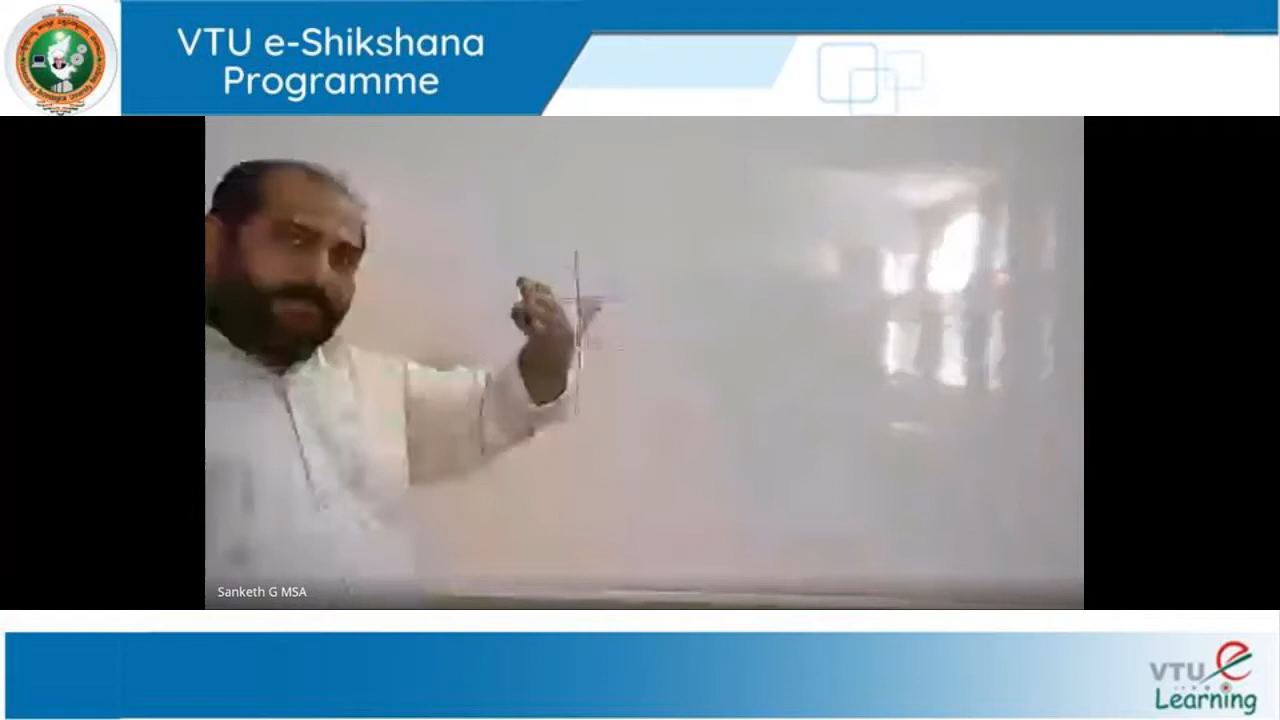 VTU e-Shikshana
Programme
Sanketh G MSA
VTU e
Learning